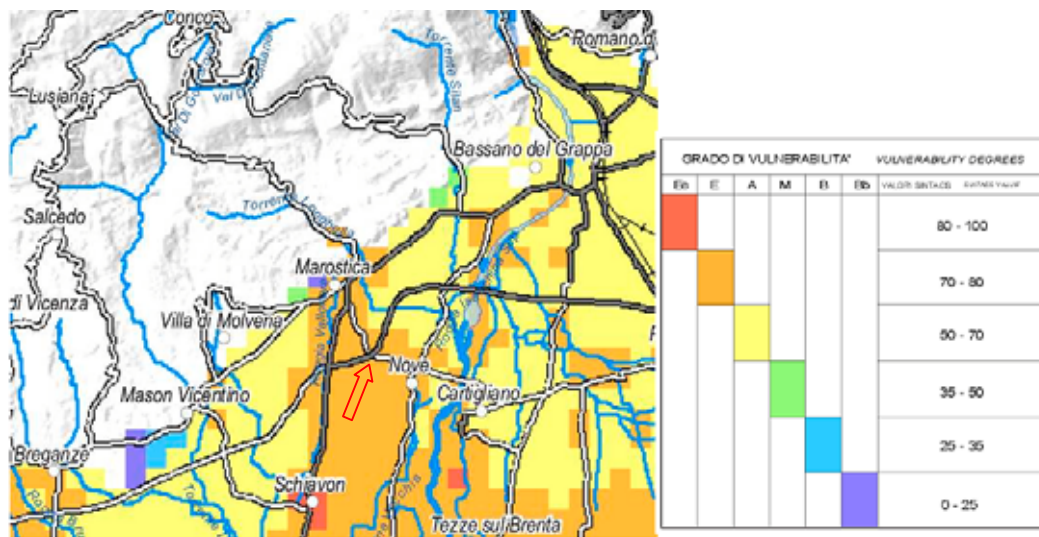 Conco
Romano d
Torrente Silan
Val D
Lusiana
Bassano del Grappa
Salcedo
Torrente Longhella
Marostica
di Vicenza
Villa di Molvena
Nove
Mason Vicentino
Cartigliano
Breganze
Schiavon
Tezze sul Brenta
GRADO DI VULNERABILITA' VULNERABILITY DEGREES
Ee E A M B Bb VALORI SINTACS SINTACS VALUE
80 - 100
70 - 80
50 - 70
35 - 50
25 - 35
0 - 25